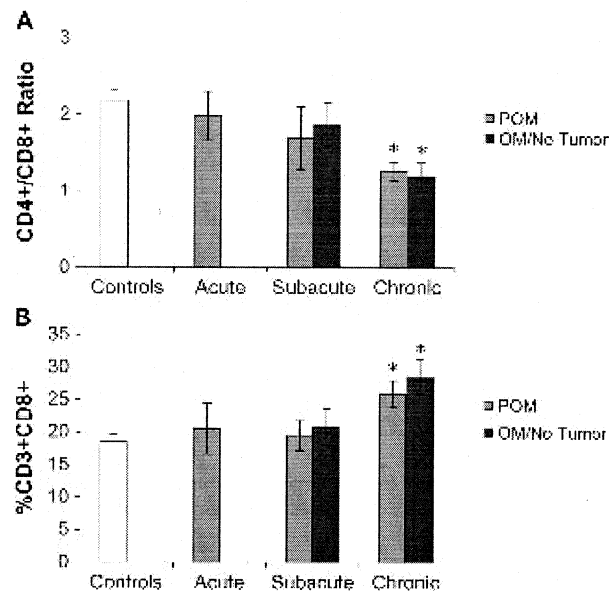 A
3
2
1
0
CD4+/CD8+ Ratio
*
*
POM
OM/No Tumor
Controls
Acute
Subacute
Chronic
B
35
30
25
20
15
10
5
0
%CD3+CD8+
*
*
POM
OM/No Tumor
Controls
Acute
Subacute
Chronic